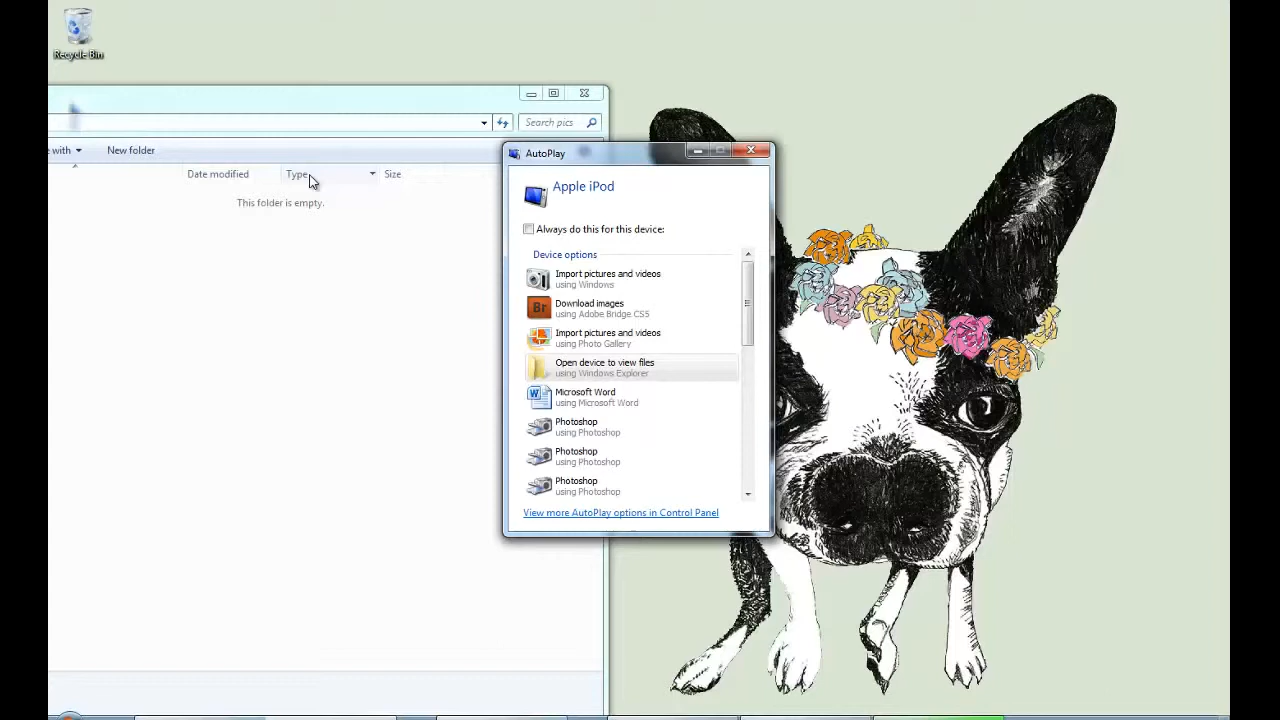 Recycle Bin
Search pics
e with
New folder
Date modified
Type
Size
This folder is empty.
AutoPlay
Apple iPod
Always do this for this device:
Device options
Import pictures and videos
using Windows
Br
Download images
using Adobe Bridge CS5
Import pictures and videos
using Photo Gallery
Open device to view files
using Windows Explorer
W
Microsoft Word
using Microsoft Word
Photoshop
using Photoshop
Photoshop
using Photoshop
Photoshop
using Photoshop
View more AutoPlay options in Control Panel